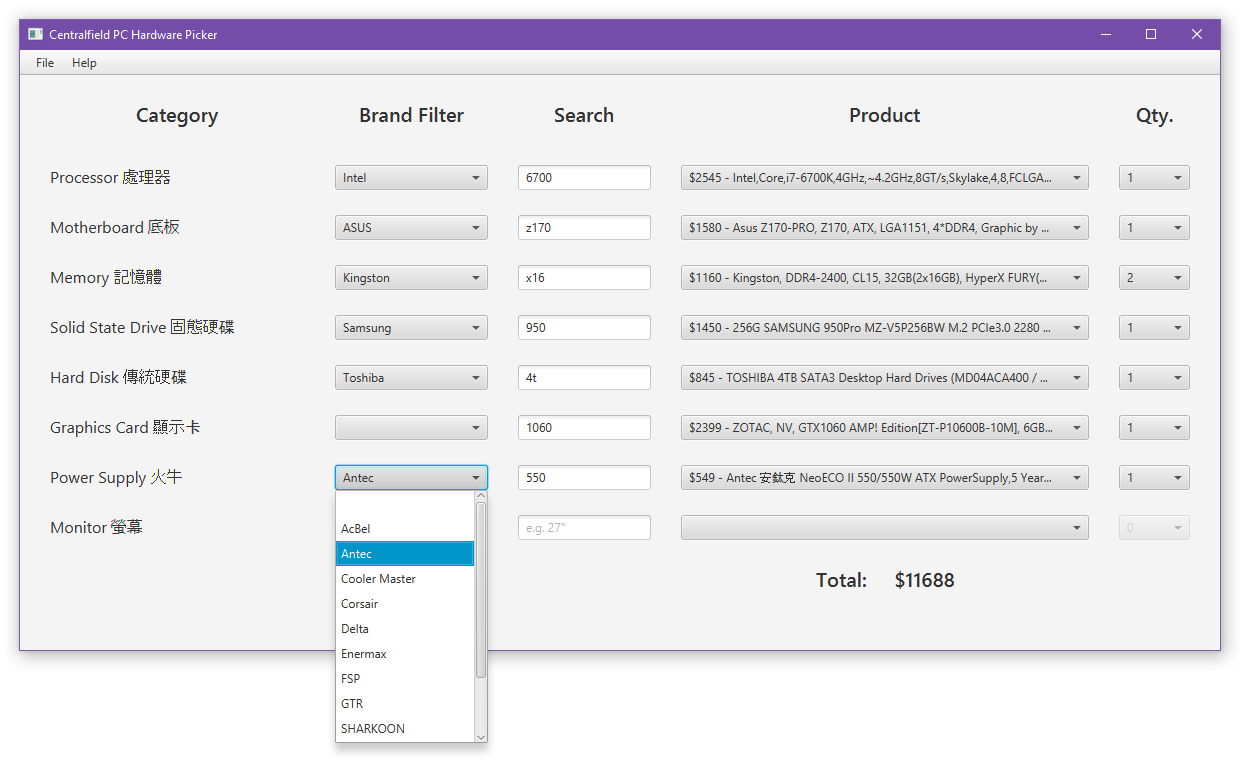 Centralfield PC Hardware Picker
File Help
Category Brand Filter Search Product Qty.
Processor 處理器 Intel 6700 $2545 - Intel,Core,i7-6700K,4GHz,~4.2GHz,8GT/s,Skylake,4,8,FCLGA... 1
Motherboard 底板 ASUS z170 $1580 - Asus Z170-PRO, Z170, ATX, LGA1151, 4*DDR4, Graphic by ... 1
Memory 記憶體 Kingston x16 $1160 - Kingston, DDR4-2400, CL15, 32GB(2x16GB), HyperX FURY(... 2
Solid State Drive 固態硬碟 Samsung 950 $1450 - 256G SAMSUNG 950Pro MZ-V5P256BW M.2 PCIe3.0 2280 ... 1
Hard Disk 傳統硬碟 Toshiba 4t $845 - TOSHIBA 4TB SATA3 Desktop Hard Drives (MD04ACA400 / ... 1
Graphics Card 顯示卡 1060 $2399 - ZOTAC, NV, GTX1060 AMP! Edition[ZT-P10600B-10M], 6GB... 1
Power Supply 火牛 Antec 550 $549 - Antec 安鈦克 NeoECO II 550/550W ATX PowerSupply,5 Year... 1
Monitor 螢幕 e.g. 27" 0
AcBel
Antec
Cooler Master
Corsair
Delta
Enermax
FSP
GTR
SHARKOON
Total: $11688